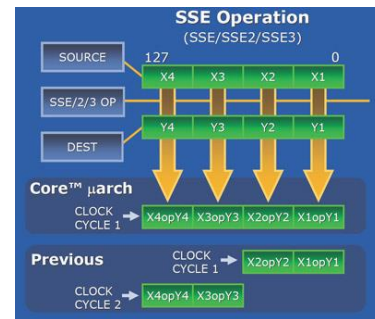 SSE Operation
(SSE/SSE2/SSE3)
SOURCE 127 0
X4 X3 X2 X1
SSE/2/3 OP
Y4 Y3 Y2 Y1
DEST
Core™ µarch
CLOCK CYCLE 1 X4opY4 X3opY3 X2opY2 X1opY1
Previous
CLOCK CYCLE 1 X2opY2 X1opY1
CLOCK CYCLE 2 X4opY4 X3opY3